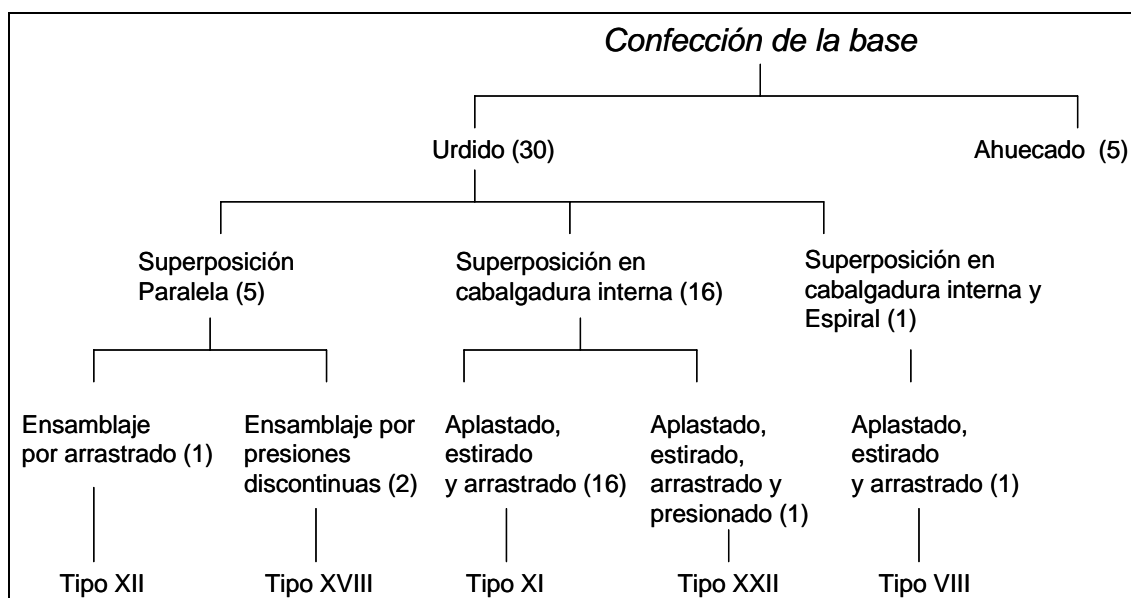 Confección de la base
Urdido (30)
Ahuecado (5)
Superposición
Paralela (5)
Superposición en
cabalgadura interna (16)
Superposición en
cabalgadura interna y
Espiral (1)
Ensamblaje
por arrastrado (1)
Ensamblaje por
presiones
discontinuas (2)
Aplastado,
estirado
y arrastrado (16)
Aplastado,
estirado,
arrastrado y
presionado (1)
Aplastado,
estirado
y arrastrado (1)
Tipo XII
Tipo XVIII
Tipo XI
Tipo XXII
Tipo VIII